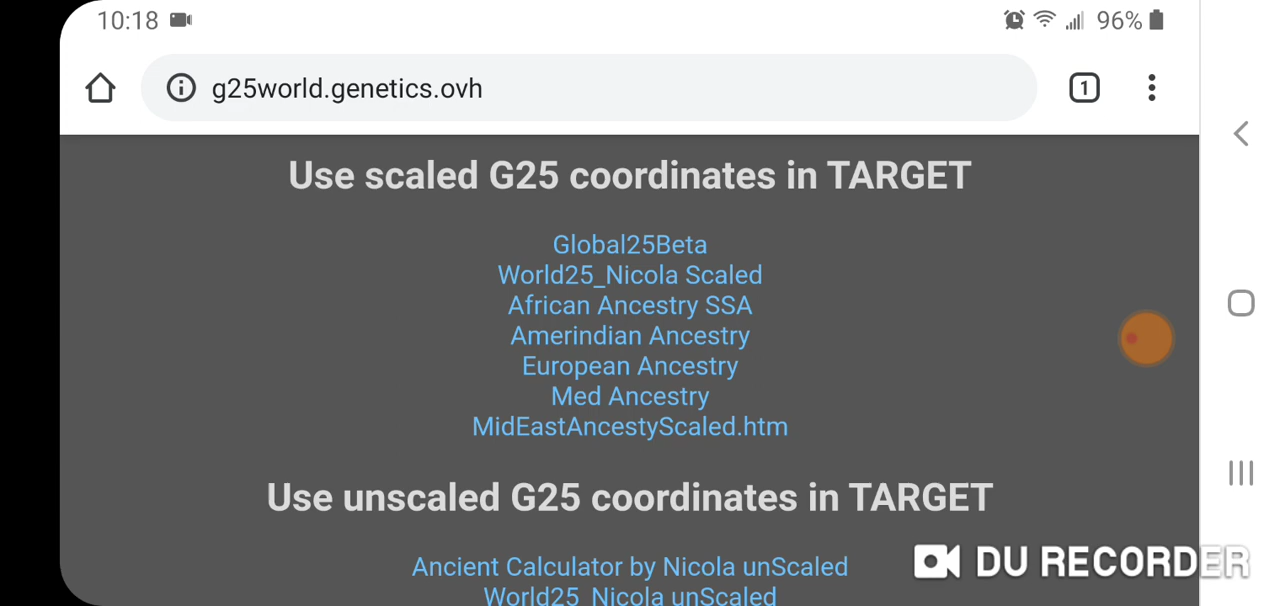 10:18 96%
g25world.genetics.ovh 1
Use scaled G25 coordinates in TARGET
Global25Beta
World25_Nicola Scaled
African Ancestry SSA
Amerindian Ancestry
European Ancestry
Med Ancestry
MidEastAncestyScaled.htm
Use unscaled G25 coordinates in TARGET
Ancient Calculator by Nicola unScaled
World25_Nicola unScaled
DU RECORDER